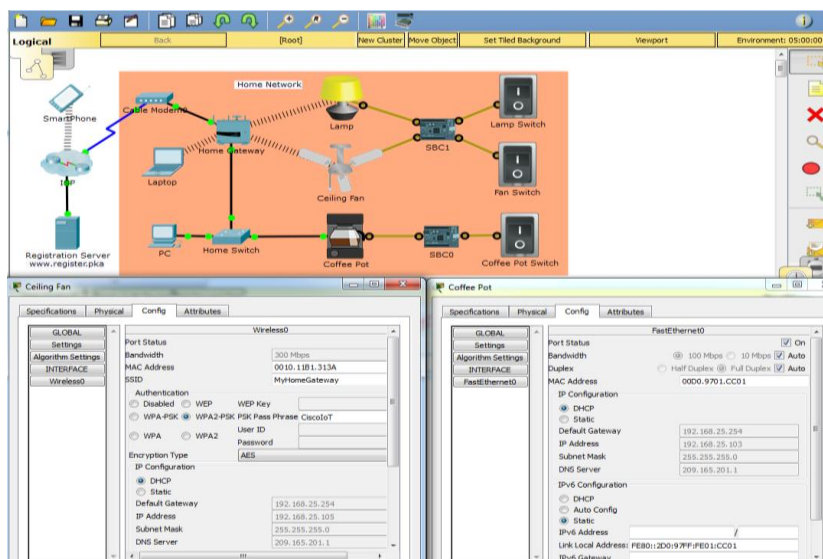 Logical Back [Root] New Cluster Move Object Set Tiled Background Viewport Environment: 05:00:00
Home Network
SmartPhone
Cable Modem0
Lamp
SBC1
Lamp Switch
ISP
Laptop
Home Gateway
Ceiling Fan
Fan Switch
Registration Server
www.register.pka
PC
Home Switch
Coffee Pot
SBC0
Coffee Pot Switch
Ceiling Fan
Specifications Physical Config Attributes
GLOBAL
Settings
Algorithm Settings
INTERFACE
Wireless0
Wireless0
Port Status
Bandwidth 300 Mbps
MAC Address 0010.11B1.313A
SSID MyHomeGateway
Authentication
Disabled WEP WEP Key
WPA-PSK WPA2-PSK PSK Pass Phrase CiscoIoT
WPA WPA2 User ID
Password
Encryption Type AES
IP Configuration
DHCP
Static
Default Gateway 192.168.25.254
IP Address 192.168.25.105
Subnet Mask 255.255.255.0
DNS Server 209.165.201.1
Coffee Pot
Specifications Physical Config Attributes
GLOBAL
Settings
Algorithm Settings
INTERFACE
FastEthernet0
FastEthernet0
Port Status On
Bandwidth 100 Mbps 10 Mbps Auto
Duplex Half Duplex Full Duplex Auto
MAC Address 00D0.9701.CC01
IP Configuration
DHCP
Static
Default Gateway 192.168.25.254
IP Address 192.168.25.103
Subnet Mask 255.255.255.0
DNS Server 209.165.201.1
IPv6 Configuration
DHCP
Auto Config
Static
IPv6 Address /
Link Local Address: FE80::2D0:97FF:FE01:CC01
IPv6 Gateway